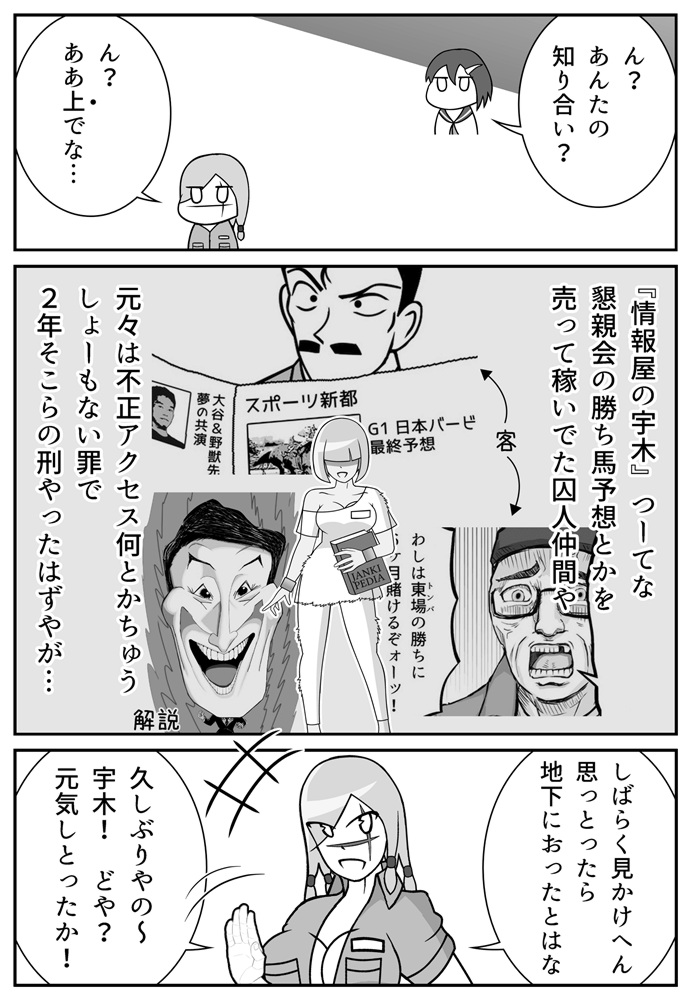 ん?
あんたの
知り合い?
ん?
ああ上でな…
『情報屋の宇木』つーてな
懇親会の勝ち馬予想とかを
売って稼いでた囚人仲間や
大谷&野獣先
夢の共演
スポーツ新都
G1 日本バービ
最終予想
客
わしは東場の勝ちに
トンバ
ヶ月賭けるぞォーッ!
JANKI
PEDIA
解説
元々は不正アクセス何とかちゅう
しょーもない罪で
2年そこらの刑やったはずやが…
しばらく見かけへん
思っとったら
地下におったとはな
久しぶりやの~
宇木! どや?
元気しとったか!